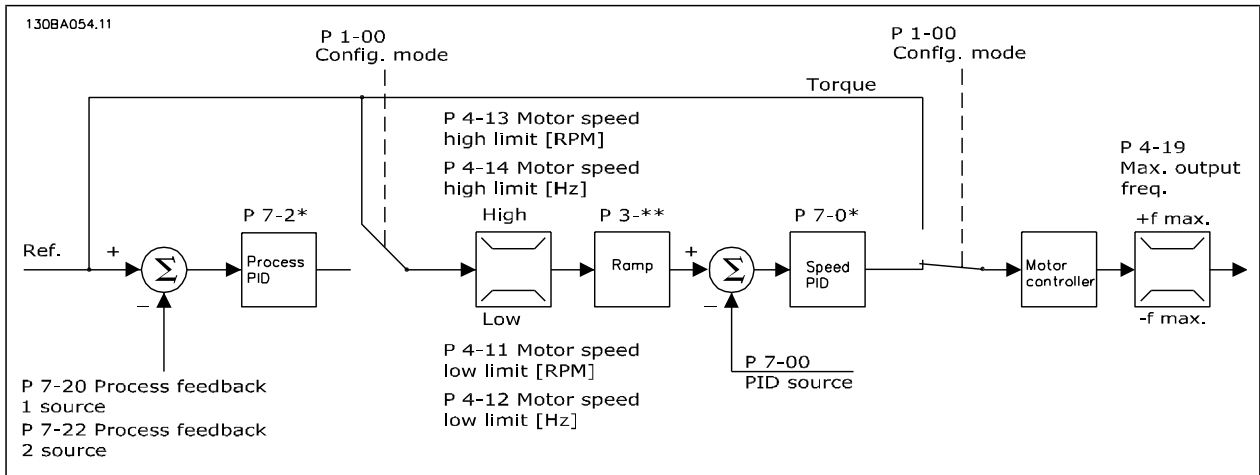 130BA054.11
P 1-00
Config. mode
P 1-00
Config. mode
Torque
P 4-13 Motor speed
high limit [RPM]
P 4-14 Motor speed
high limit [Hz]
P 4-19
Max. output
freq.
P 7-2*
High
P 3-**
P 7-0*
+f max.
Ref.
+
Σ
_
Process
PID
Ramp
+
Σ
_
Speed
PID
Motor
controller
Low
-f max.
P 4-11 Motor speed
low limit [RPM]
P 4-12 Motor speed
low limit [Hz]
P 7-00
PID source
P 7-20 Process feedback
1 source
P 7-22 Process feedback
2 source